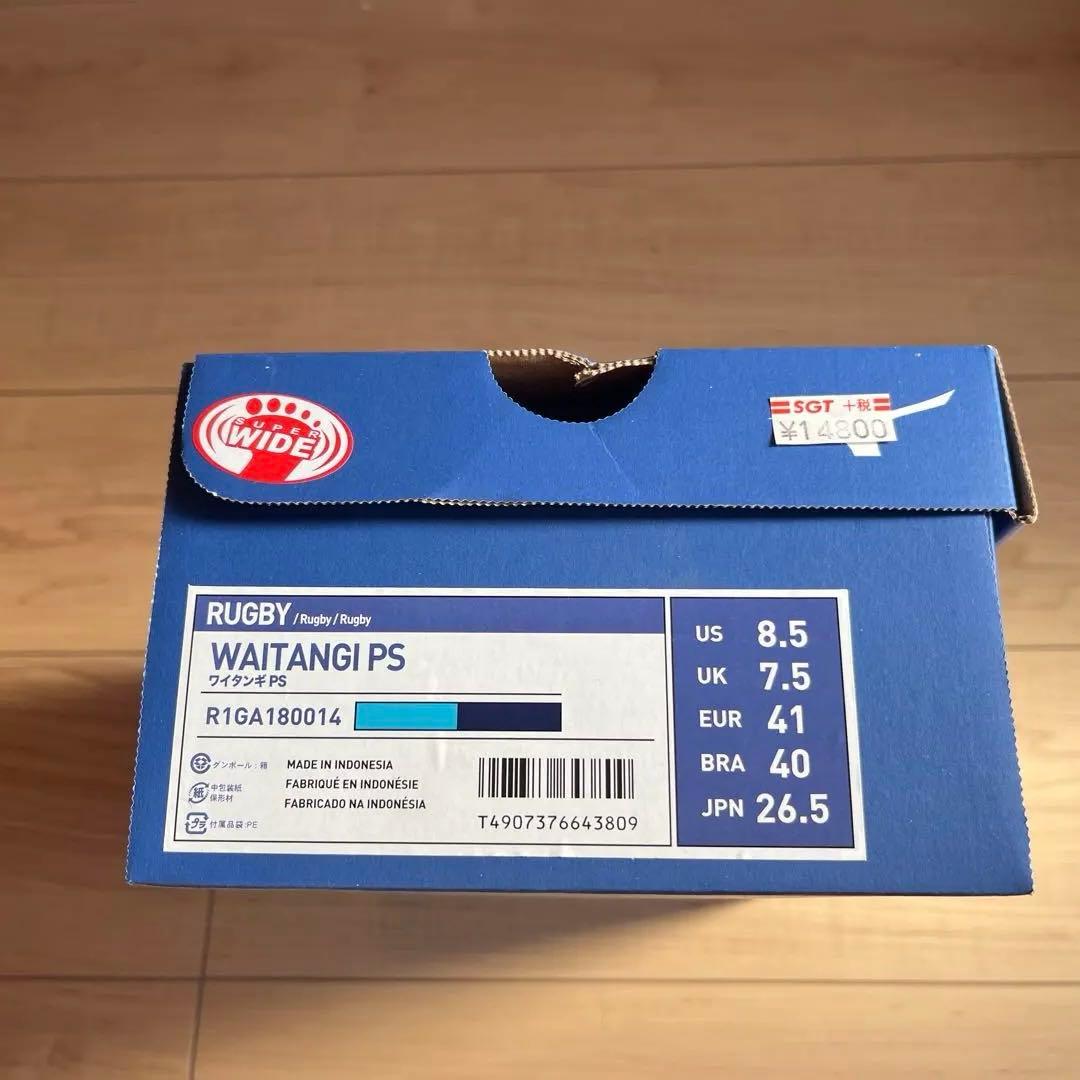 SUPER
WIDE
SGT +税
¥14800
RUGBY / Rugby / Rugby
WAITANGI PS
ワイタンギ PS
R1GA180014
ダンボール：箱
紙
中包装紙
保形材
プラ
付属品袋:PE
MADE IN INDONESIA
FABRIQUÉ EN INDONÉSIE
FABRICADO NA INDONÉSIA
T4907376643809
US 8.5
UK 7.5
EUR 41
BRA 40
JPN 26.5